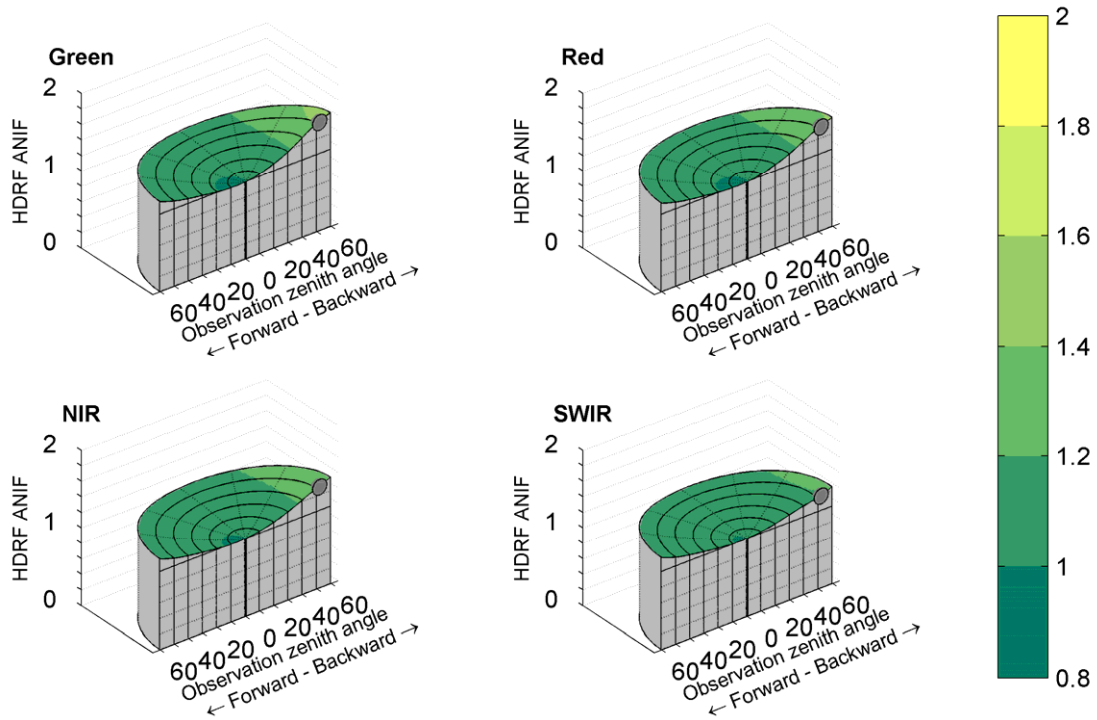 Green
HDRF ANIF
2
1
0
60 40 20 0 20 40 60
Observation zenith angle
← Forward - Backward →
Red
HDRF ANIF
2
1
0
60 40 20 0 20 40 60
Observation zenith angle
← Forward - Backward →
NIR
HDRF ANIF
2
1
0
60 40 20 0 20 40 60
Observation zenith angle
← Forward - Backward →
SWIR
HDRF ANIF
2
1
0
60 40 20 0 20 40 60
Observation zenith angle
← Forward - Backward →
2
1.8
1.6
1.4
1.2
1
0.8